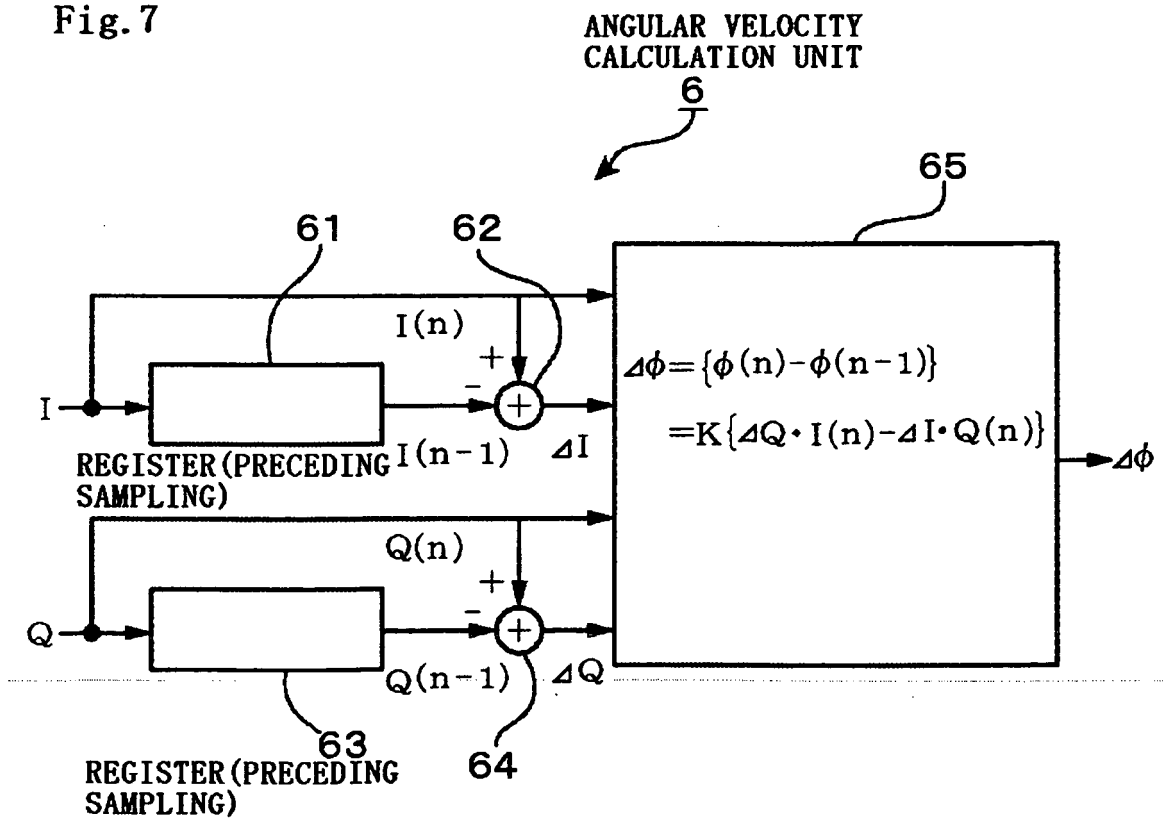 Fig. 7
ANGULAR VELOCITY
CALCULATION UNIT
6
65
61
62
I(n)
+
-
+
I
I(n-1)
ΔI
REGISTER(PRECEDING
SAMPLING)
Δϕ={ϕ(n)-ϕ(n-1)}
=K{ΔQ・I(n)-ΔI・Q(n)}
Δϕ
Q(n)
+
-
+
Q
Q(n-1)
ΔQ
63
64
REGISTER(PRECEDING
SAMPLING)